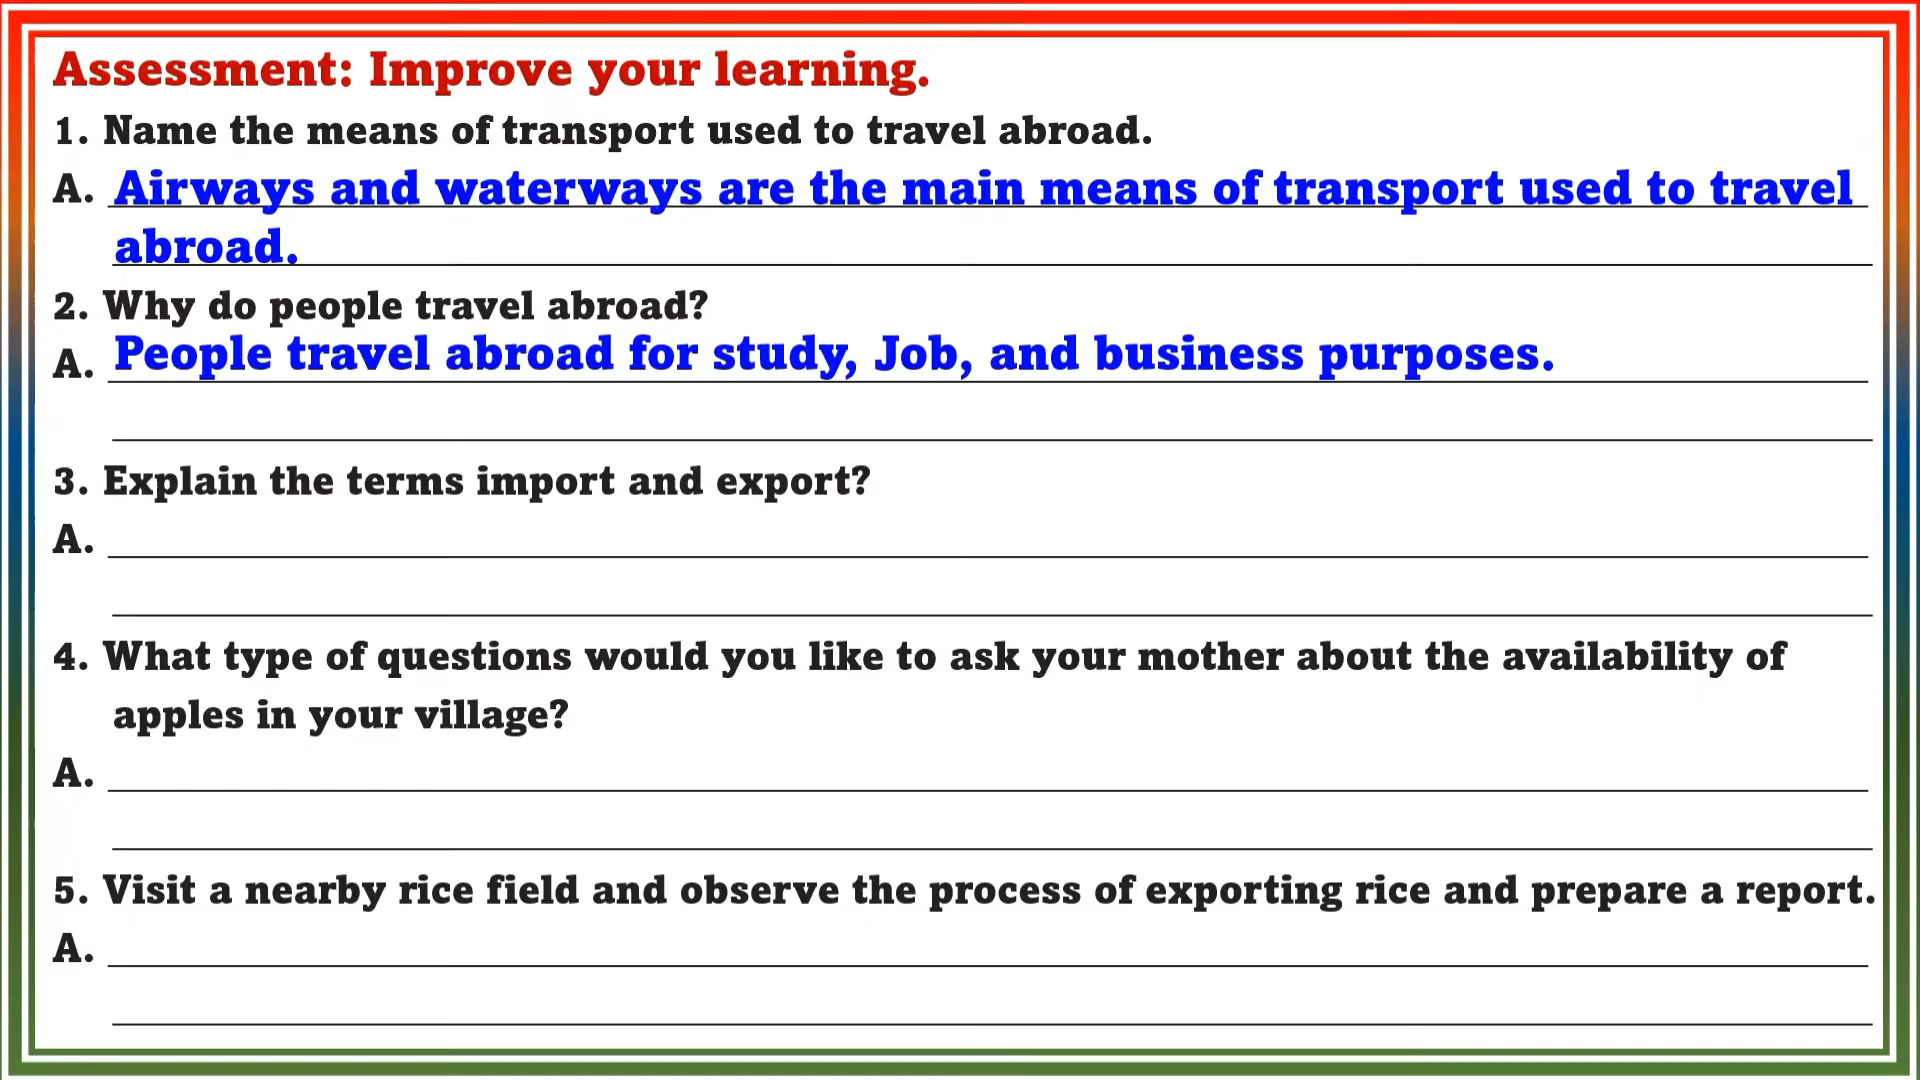 Assessment: Improve your learning.
1. Name the means of transport used to travel abroad.
A. Airways and waterways are the main means of transport used to travel
abroad.
2. Why do people travel abroad?
A. People travel abroad for study, Job, and business purposes.
3. Explain the terms import and export?
A.
4. What type of questions would you like to ask your mother about the availability of
apples in your village?
A.
5. Visit a nearby rice field and observe the process of exporting rice and prepare a report.
A.